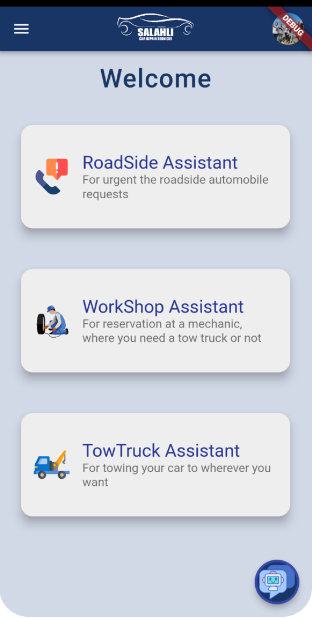 SALAHLI
DEBUG
Welcome
RoadSide Assistant
For urgent the roadside automobile
requests
WorkShop Assistant
For reservation at a mechanic,
where you need a tow truck or not
TowTruck Assistant
For towing your car to wherever you
want